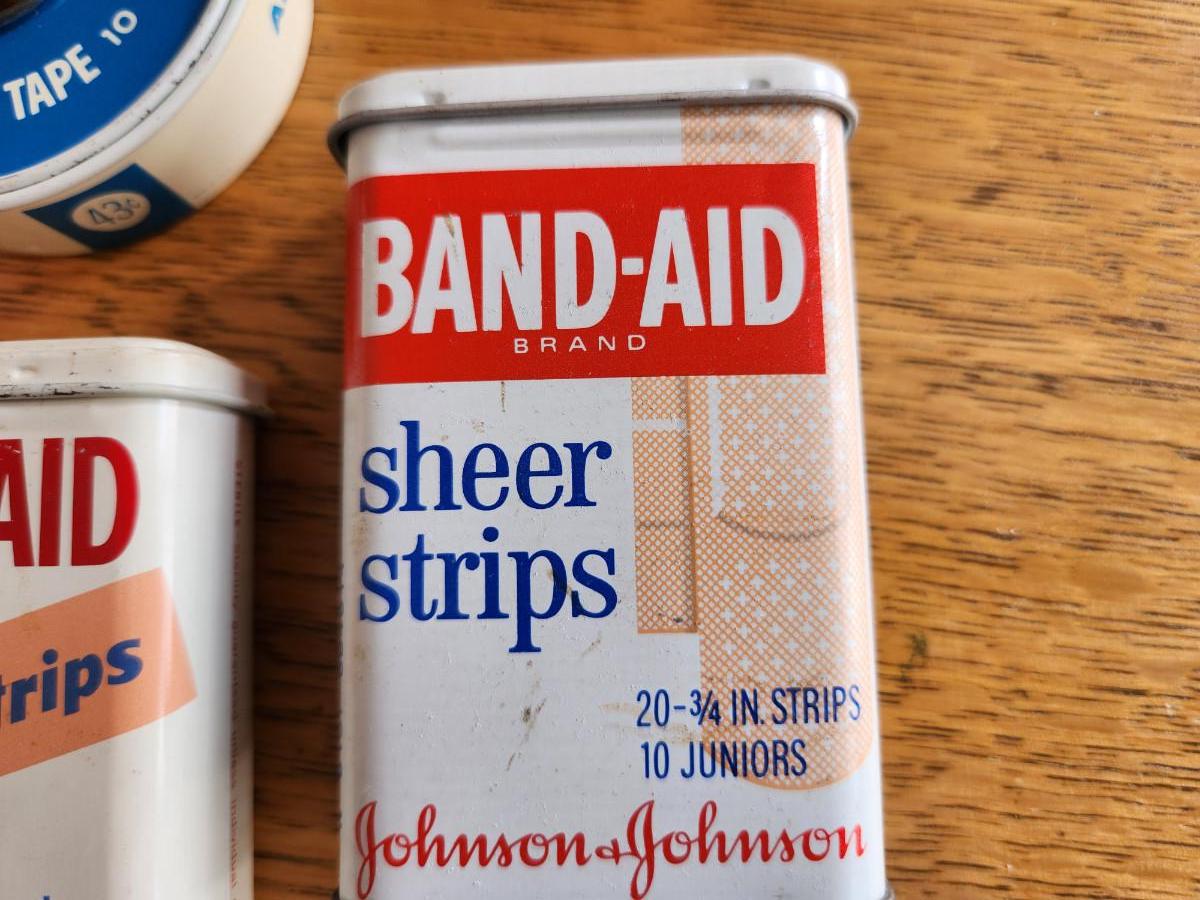 TAPE 10
43¢
BAND-AID
BRAND
sheer
strips
20-¾ IN. STRIPS
10 JUNIORS
Johnson & Johnson
AID
trips